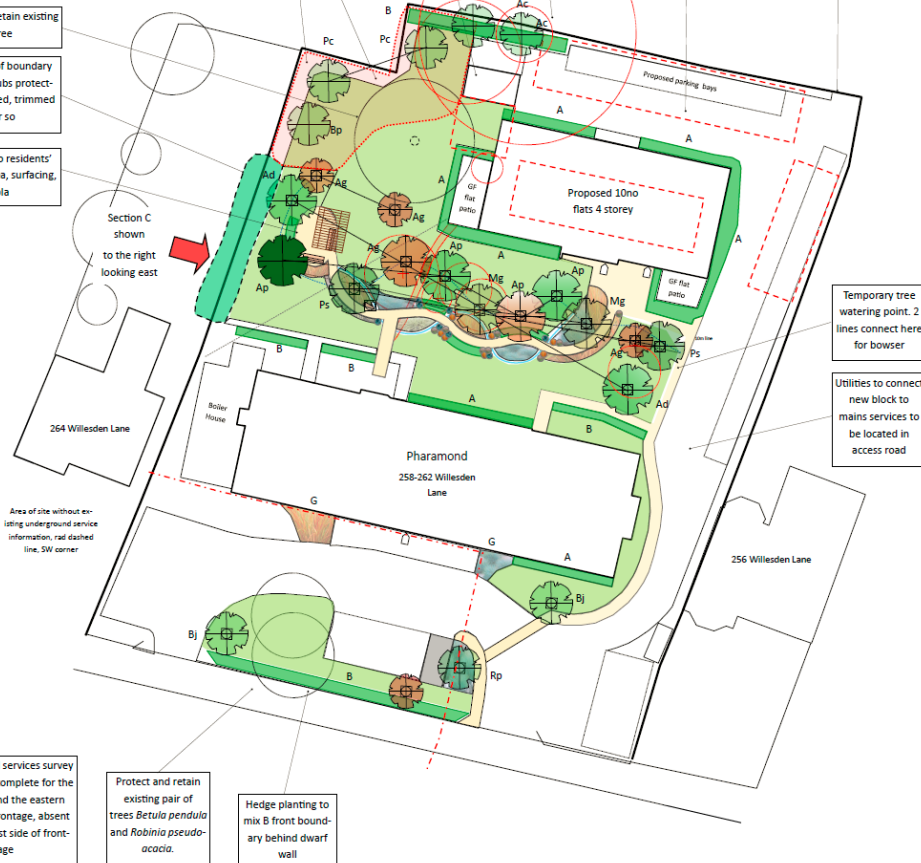 retain existing
ree
of boundary
ubs protect-
ed, trimmed
r so
o residents'
a, surfacing,
ola
Section C
shown
to the right
looking east
264 Willesden Lane
Area of site without ex-
isting underground service
information, rad dashed
line, SW corner
B
Pc
Pc
Ac
Ac
Bp
Proposed parking bays
A
A
A
A
A
Proposed 10no
flats 4 storey
GF
flat
patio
GF flat
patio
Ad
Ag
Ag
Ag
Ap
Ap
Ap
Ap
Mg
Mg
Ps
Ag
Ps
Ad
B
B
A
B
Boiler
House
Pharamond
258-262 Willesden
Lane
G
G
A
Bj
Bj
B
Rp
256 Willesden Lane
Temporary tree
watering point. 2
lines connect here
for bowser
Utilities to connect
new block to
mains services to
be located in
access road
services survey
omplete for the
nd the eastern
rontage, absent
st side of front-
age
Protect and retain
existing pair of
trees Betula pendula
and Robinia pseudo-
acacia.
Hedge planting to
mix B front bound-
ary behind dwarf
wall